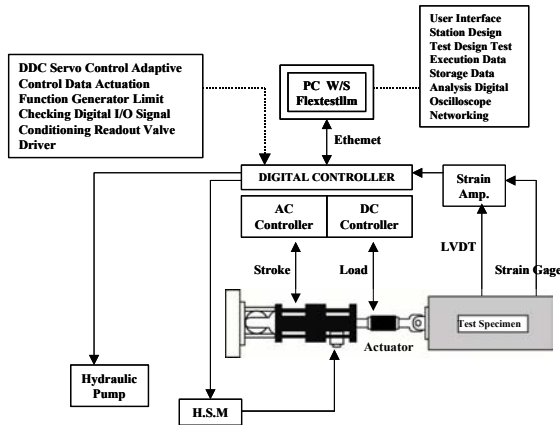 User Interface
Station Design
Test Design Test
Execution Data
Storage Data
Analysis Digital
Oscilloscope
Networking
DDC Servo Control Adaptive
Control Data Actuation
Function Generator Limit
Checking Digital I/O Signal
Conditioning Readout Valve
Driver
PC W/S
Flextestllm
Ethemet
DIGITAL CONTROLLER
Strain
Amp.
AC
Controller
DC
Controller
LVDT
Stroke
Load
Strain Gage
Test Specimen
Actuator
Hydraulic
Pump
H.S.M